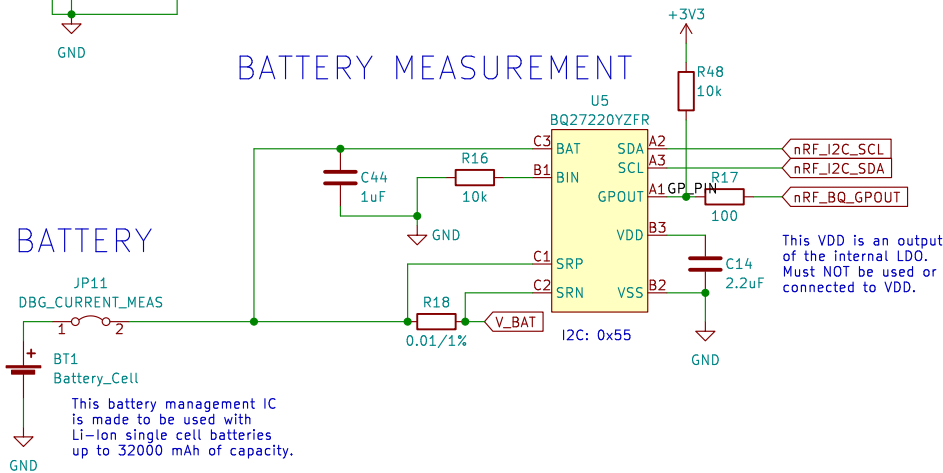 +3V3
GND
BATTERY MEASUREMENT
R48
10k
U5
BQ27220YZFR
C3
BAT
SDA
A2
nRF_I2C_SCL
SCL
A3
nRF_I2C_SDA
C44
1uF
R16
10k
B1
BIN
GPOUT
A1
GP_PIN
R17
100
nRF_BQ_GPOUT
GND
BATTERY
VDD
B3
This VDD is an output
of the internal LDO.
Must NOT be used or
connected to VDD.
C1
SRP
C14
2.2uF
JP11
DBG_CURRENT_MEAS
1
2
R18
0.01/1%
C2
SRN
VSS
B2
V_BAT
I2C: 0x55
GND
+
BT1
Battery_Cell
This battery management IC
is made to be used with
Li-Ion single cell batteries
up to 32000 mAh of capacity.
GND